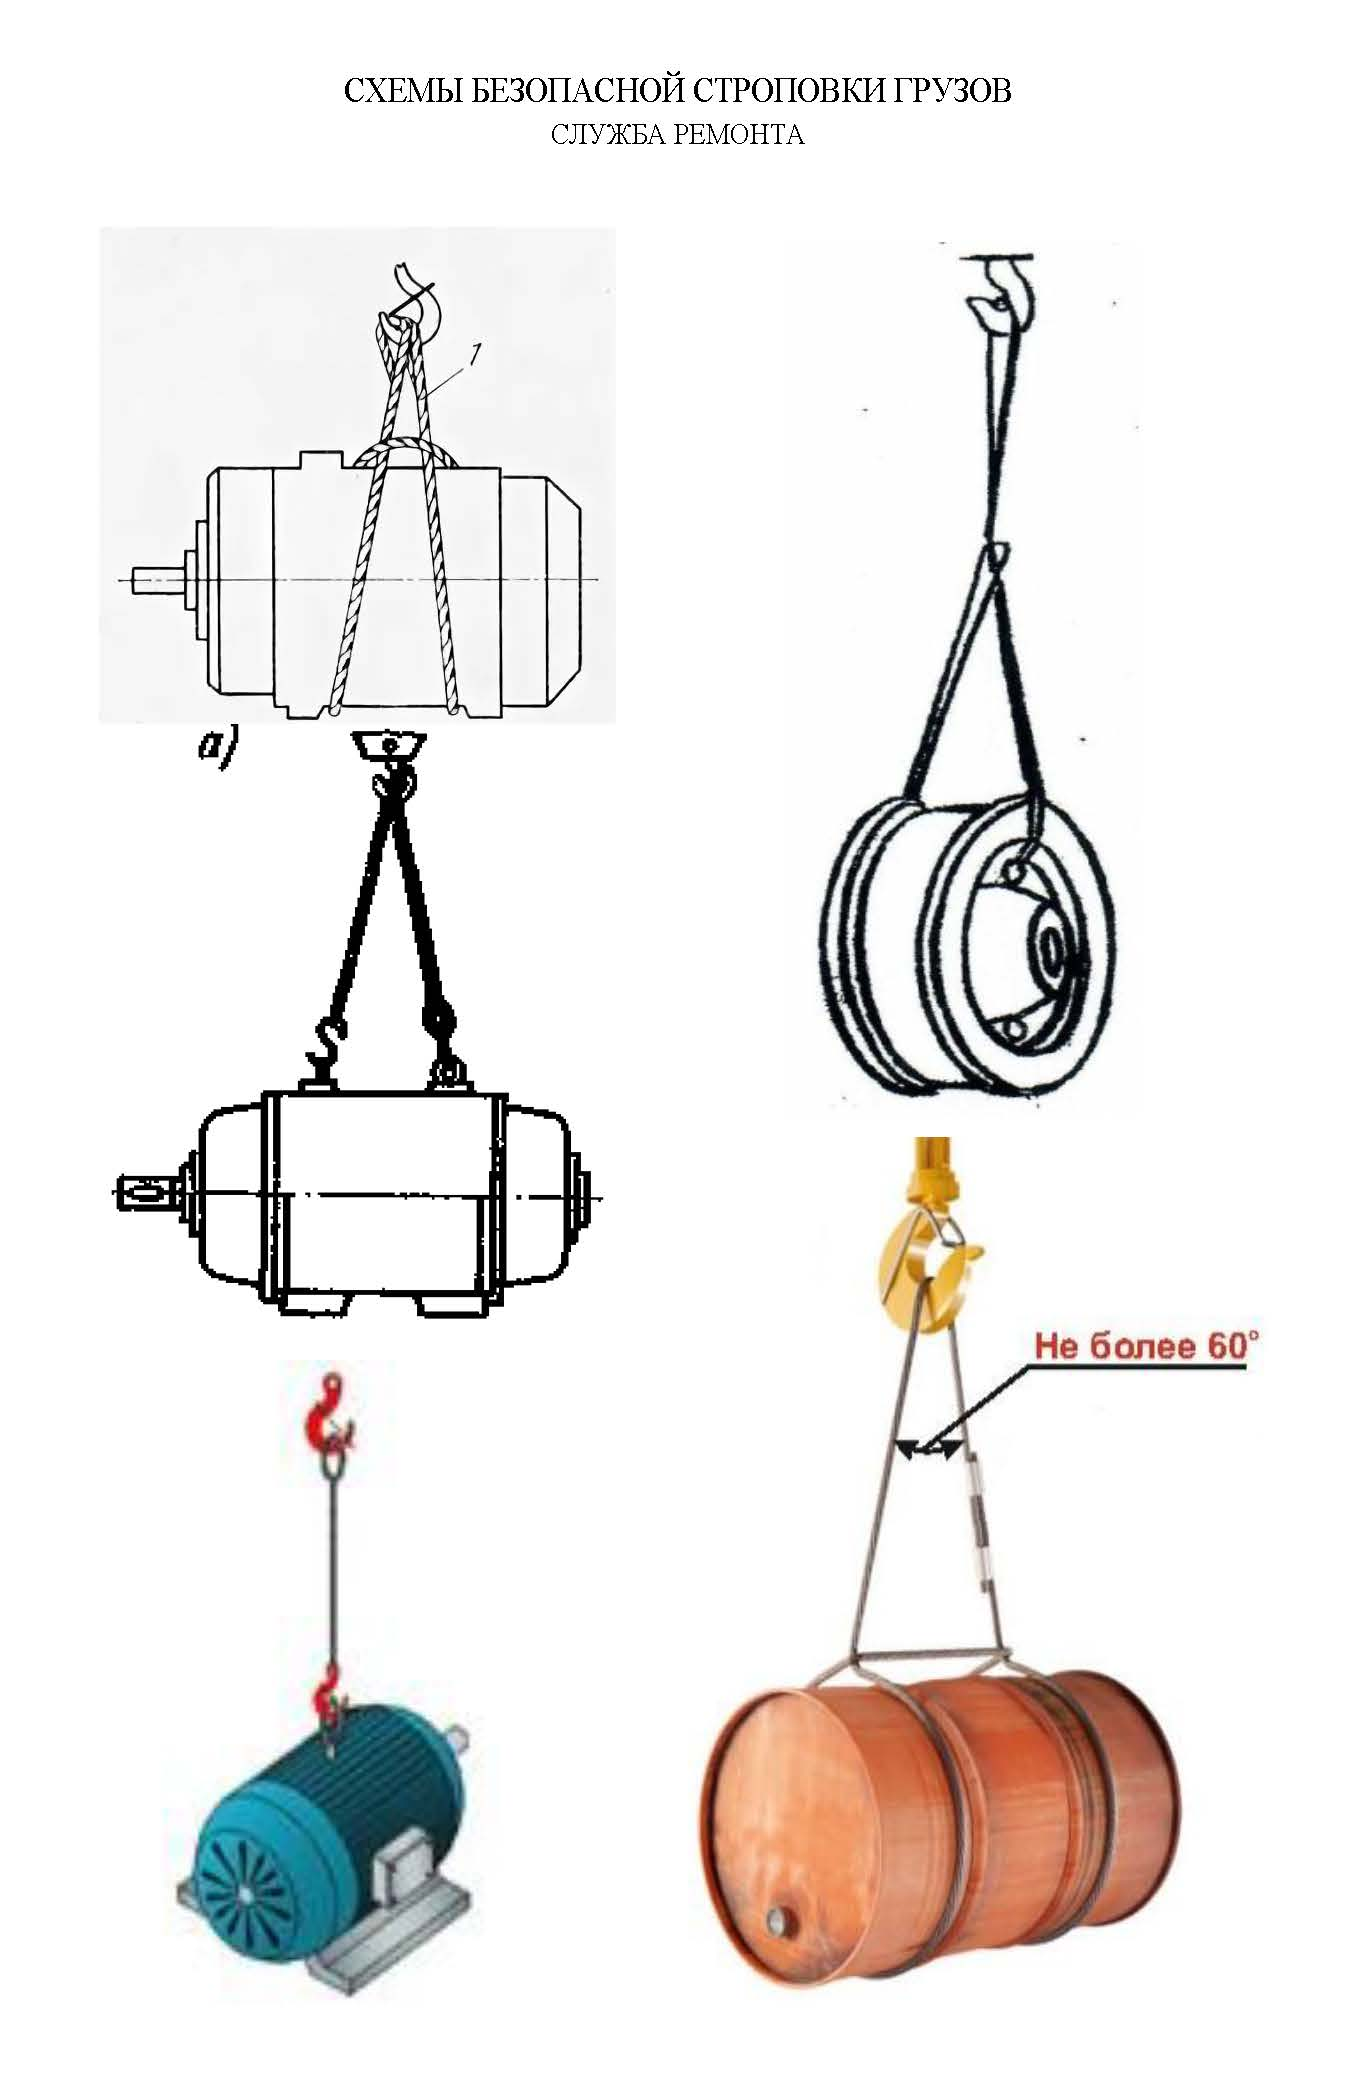 СХЕМЫ БЕЗОПАСНОЙ СТРОПОВКИ ГРУЗОВ
СЛУЖБА РЕМОНТА
1
а)
Не более 60°